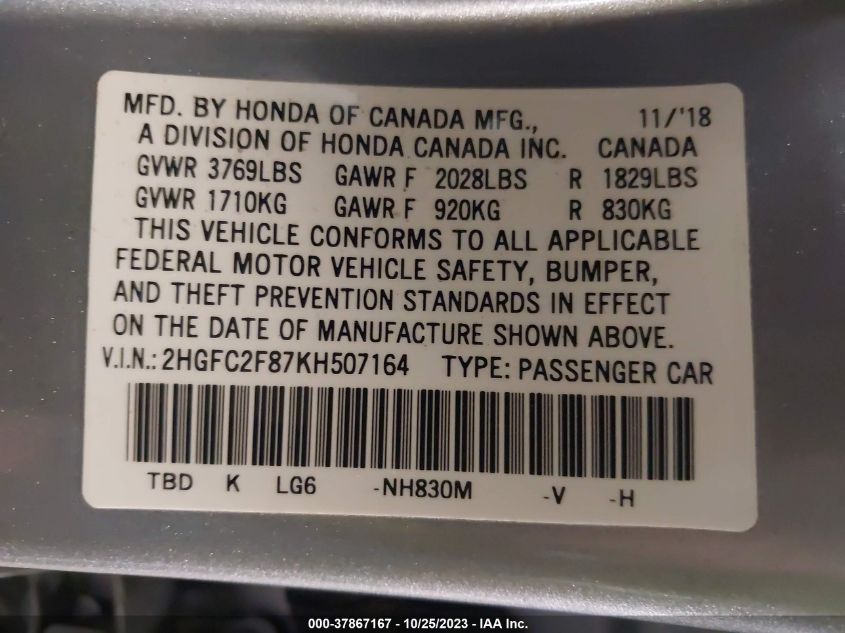 MFD. BY HONDA OF CANADA MFG., 11/'18
A DIVISION OF HONDA CANADA INC. CANADA
GVWR 3769LBS GAWR F 2028LBS R 1829LBS
GVWR 1710KG GAWR F 920KG R 830KG
THIS VEHICLE CONFORMS TO ALL APPLICABLE
FEDERAL MOTOR VEHICLE SAFETY, BUMPER,
AND THEFT PREVENTION STANDARDS IN EFFECT
ON THE DATE OF MANUFACTURE SHOWN ABOVE.
V.I.N.: 2HGFC2F87KH507164 TYPE: PASSENGER CAR
TBD K LG6 -NH830M -V -H
000-37867167 - 10/25/2023 - IAA Inc.